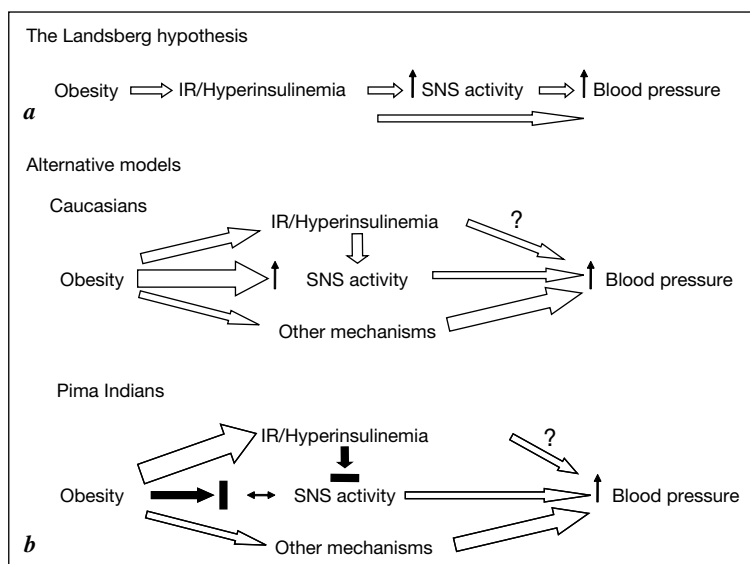 The Landsberg hypothesis
Obesity IR/Hyperinsulinemia SNS activity Blood pressure
a
Alternative models
Caucasians
IR/Hyperinsulinemia ?
Obesity SNS activity Blood pressure
Other mechanisms
Pima Indians
IR/Hyperinsulinemia ?
Obesity SNS activity Blood pressure
b Other mechanisms